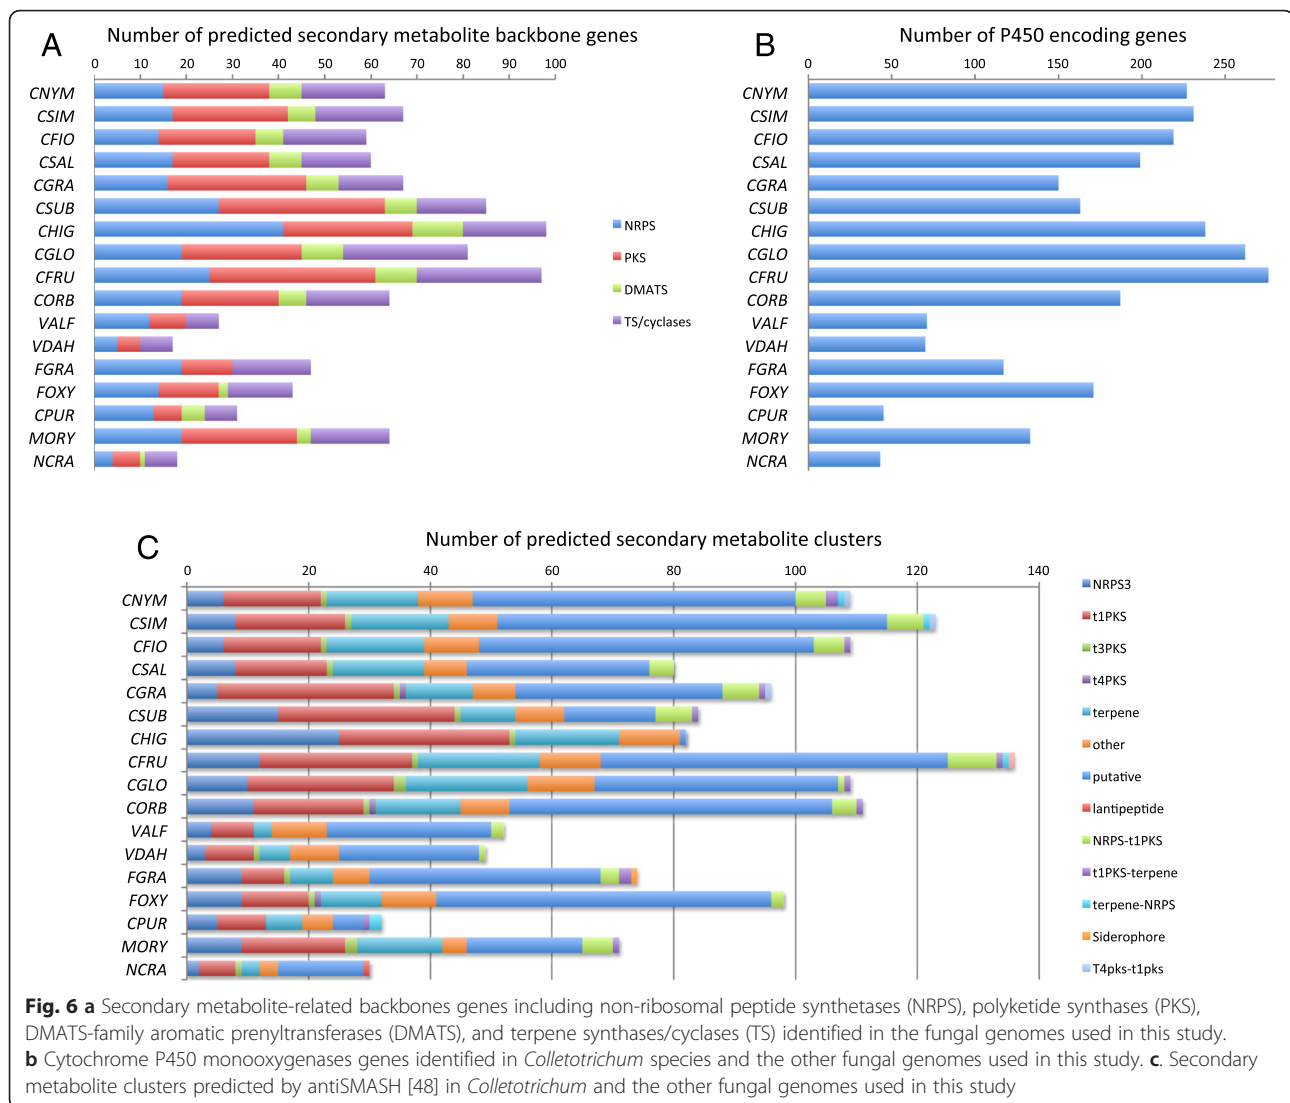 A
Number of predicted secondary metabolite backbone genes
0 10 20 30 40 50 60 70 80 90 100
CNYM
CSIM
CFIO
CSAL
CGRA
CSUB
CHIG
CGLO
CFRU
CORB
VALF
VDAH
FGRA
FOXY
CPUR
MORY
NCRA
NRPS
PKS
DMATS
TS/cyclases
B
Number of P450 encoding genes
0 50 100 150 200 250
CNYM
CSIM
CFIO
CSAL
CGRA
CSUB
CHIG
CGLO
CFRU
CORB
VALF
VDAH
FGRA
FOXY
CPUR
MORY
NCRA
C
Number of predicted secondary metabolite clusters
0 20 40 60 80 100 120 140
CNYM
CSIM
CFIO
CSAL
CGRA
CSUB
CHIG
CFRU
CGLO
CORB
VALF
VDAH
FGRA
FOXY
CPUR
MORY
NCRA
NRPS3
t1PKS
t3PKS
t4PKS
terpene
other
putative
lantipeptide
NRPS-t1PKS
t1PKS-terpene
terpene-NRPS
Siderophore
T4pks-t1pks
Fig. 6 a Secondary metabolite-related backbones genes including non-ribosomal peptide synthetases (NRPS), polyketide synthases (PKS),
DMATS-family aromatic prenyltransferases (DMATS), and terpene synthases/cyclases (TS) identified in the fungal genomes used in this study.
b Cytochrome P450 monooxygenases genes identified in Colletotrichum species and the other fungal genomes used in this study. c. Secondary
metabolite clusters predicted by antiSMASH [48] in Colletotrichum and the other fungal genomes used in this study